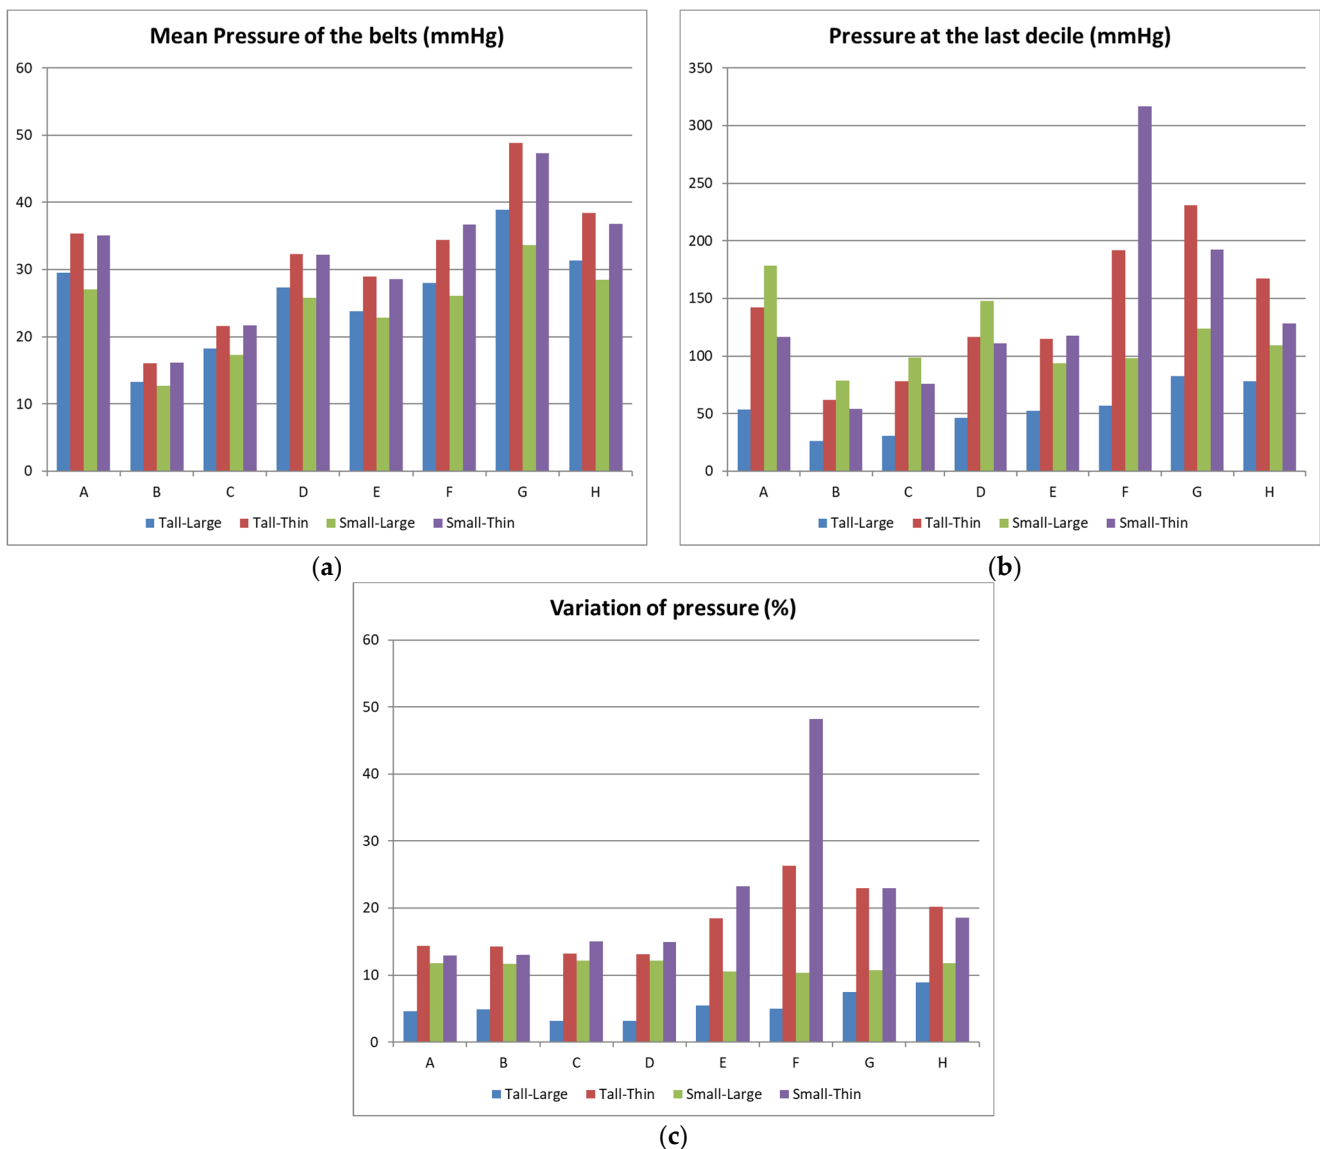 Mean Pressure of the belts (mmHg)
60
50
40
30
20
10
0
A B C D E F G H
Tall-Large Tall-Thin Small-Large Small-Thin
(a)
Pressure at the last decile (mmHg)
350
300
250
200
150
100
50
0
A B C D E F G H
Tall-Large Tall-Thin Small-Large Small-Thin
(b)
Variation of pressure (%)
60
50
40
30
20
10
0
A B C D E F G H
Tall-Large Tall-Thin Small-Large Small-Thin
(c)